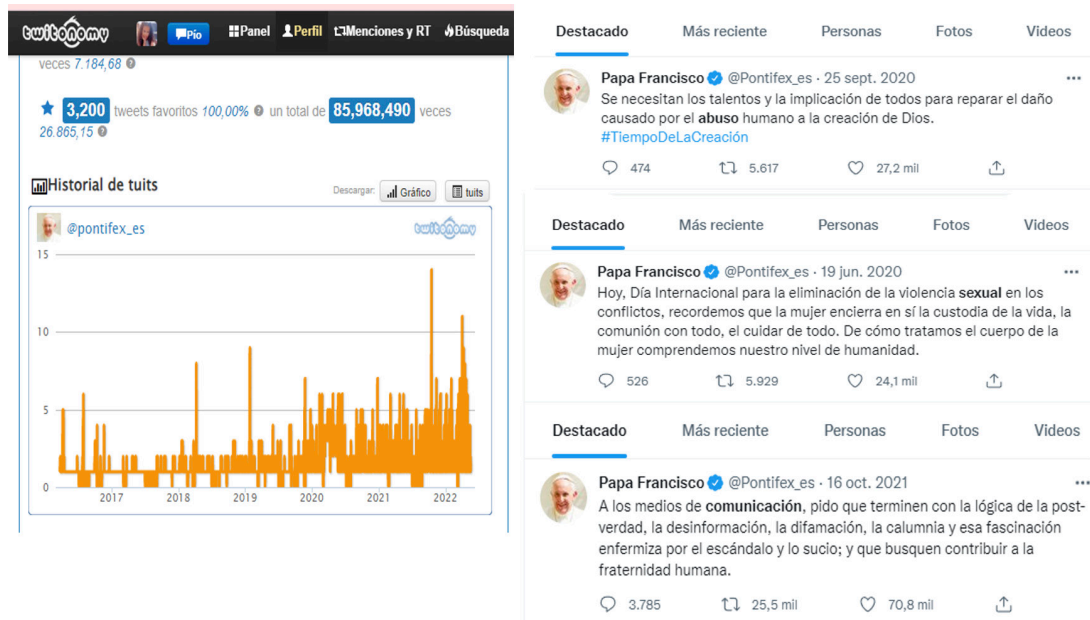 twitonomy Pío Panel Perfil Menciones y RT Búsqueda
veces 7.184,68
3,200 tweets favoritos 100,00% un total de 85,968,490 veces
26.865,15
Historial de tuits
Descargar: Gráfico tuits
@pontifex_es twitonomy
15
10
5
0
2017 2018 2019 2020 2021 2022
Destacado Más reciente Personas Fotos Videos
Papa Francisco @Pontifex_es · 25 sept. 2020 ...
Se necesitan los talentos y la implicación de todos para reparar el daño
causado por el abuso humano a la creación de Dios.
#TiempoDeLaCreación
474 5.617 27,2 mil
Destacado Más reciente Personas Fotos Videos
Papa Francisco @Pontifex_es · 19 jun. 2020 ...
Hoy, Día Internacional para la eliminación de la violencia sexual en los
conflictos, recordemos que la mujer encierra en sí la custodia de la vida, la
comunión con todo, el cuidar de todo. De cómo tratamos el cuerpo de la
mujer comprendemos nuestro nivel de humanidad.
526 5.929 24,1 mil
Destacado Más reciente Personas Fotos Videos
Papa Francisco @Pontifex_es · 16 oct. 2021 ...
A los medios de comunicación, pido que terminen con la lógica de la post-
verdad, la desinformación, la difamación, la calumnia y esa fascinación
enfermiza por el escándalo y lo sucio; y que busquen contribuir a la
fraternidad humana.
3.785 25,5 mil 70,8 mil